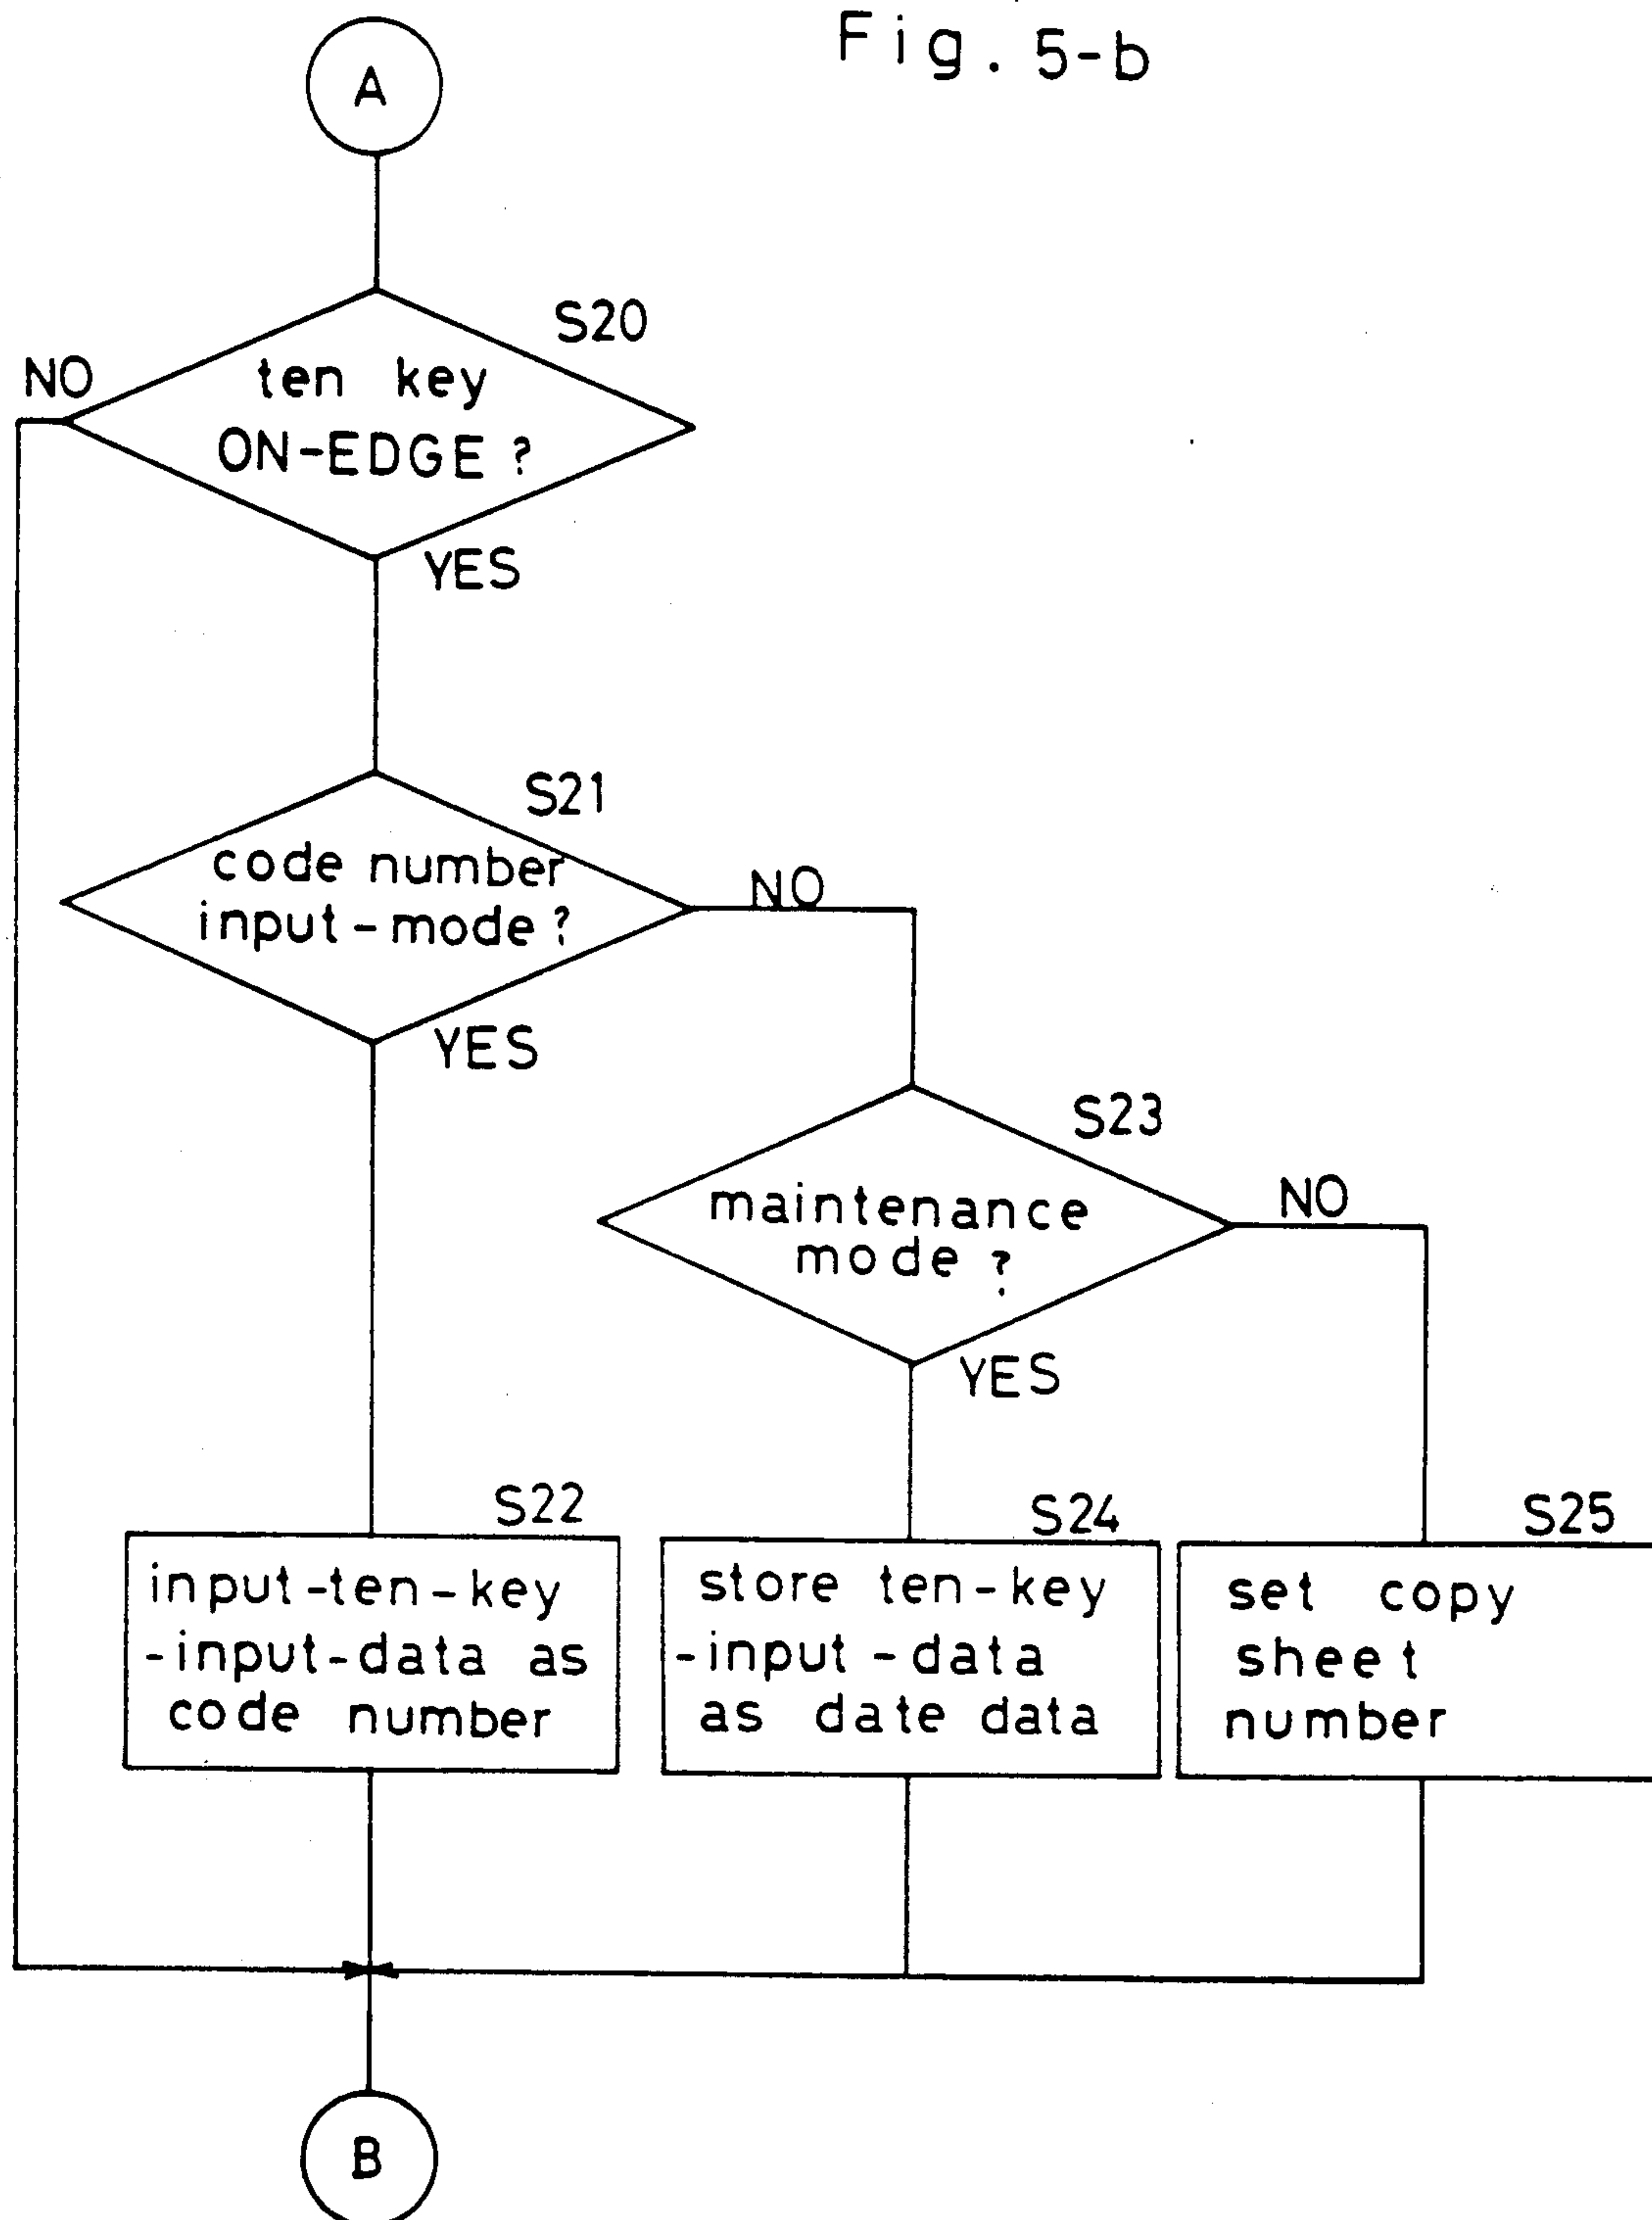 Fig. 5-b
A
S20
NO
ten key
ON-EDGE ?
YES
S21
code number
input-mode ?
NO
YES
S23
maintenance
mode ?
NO
YES
S22
input-ten-key
-input-data as
code number
S24
store ten-key
-input-data
as date data
S25
set copy
sheet
number
B